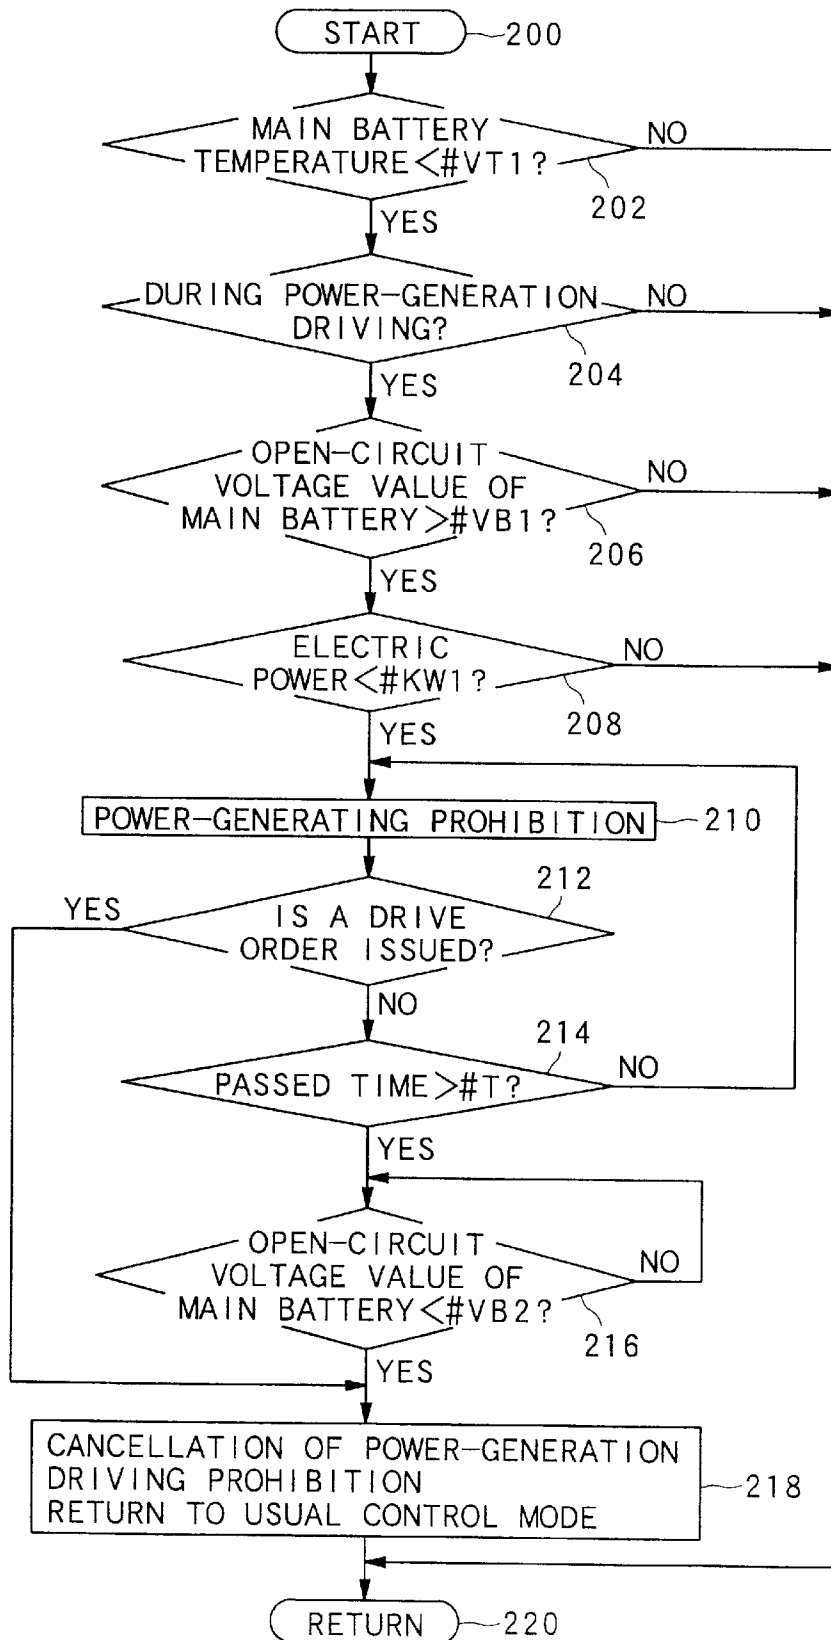 START
200
MAIN BATTERY
TEMPERATURE<#VT1?
NO
202
YES
DURING POWER-GENERATION
DRIVING?
NO
204
YES
OPEN-CIRCUIT
VOLTAGE VALUE OF
MAIN BATTERY>#VB1?
NO
206
YES
ELECTRIC
POWER<#KW1?
NO
208
YES
POWER-GENERATING PROHIBITION
210
212
YES
IS A DRIVE
ORDER ISSUED?
NO
214
PASSED TIME>#T?
NO
YES
OPEN-CIRCUIT
VOLTAGE VALUE OF
MAIN BATTERY<#VB2?
NO
216
YES
CANCELLATION OF POWER-GENERATION
DRIVING PROHIBITION
RETURN TO USUAL CONTROL MODE
218
RETURN
220